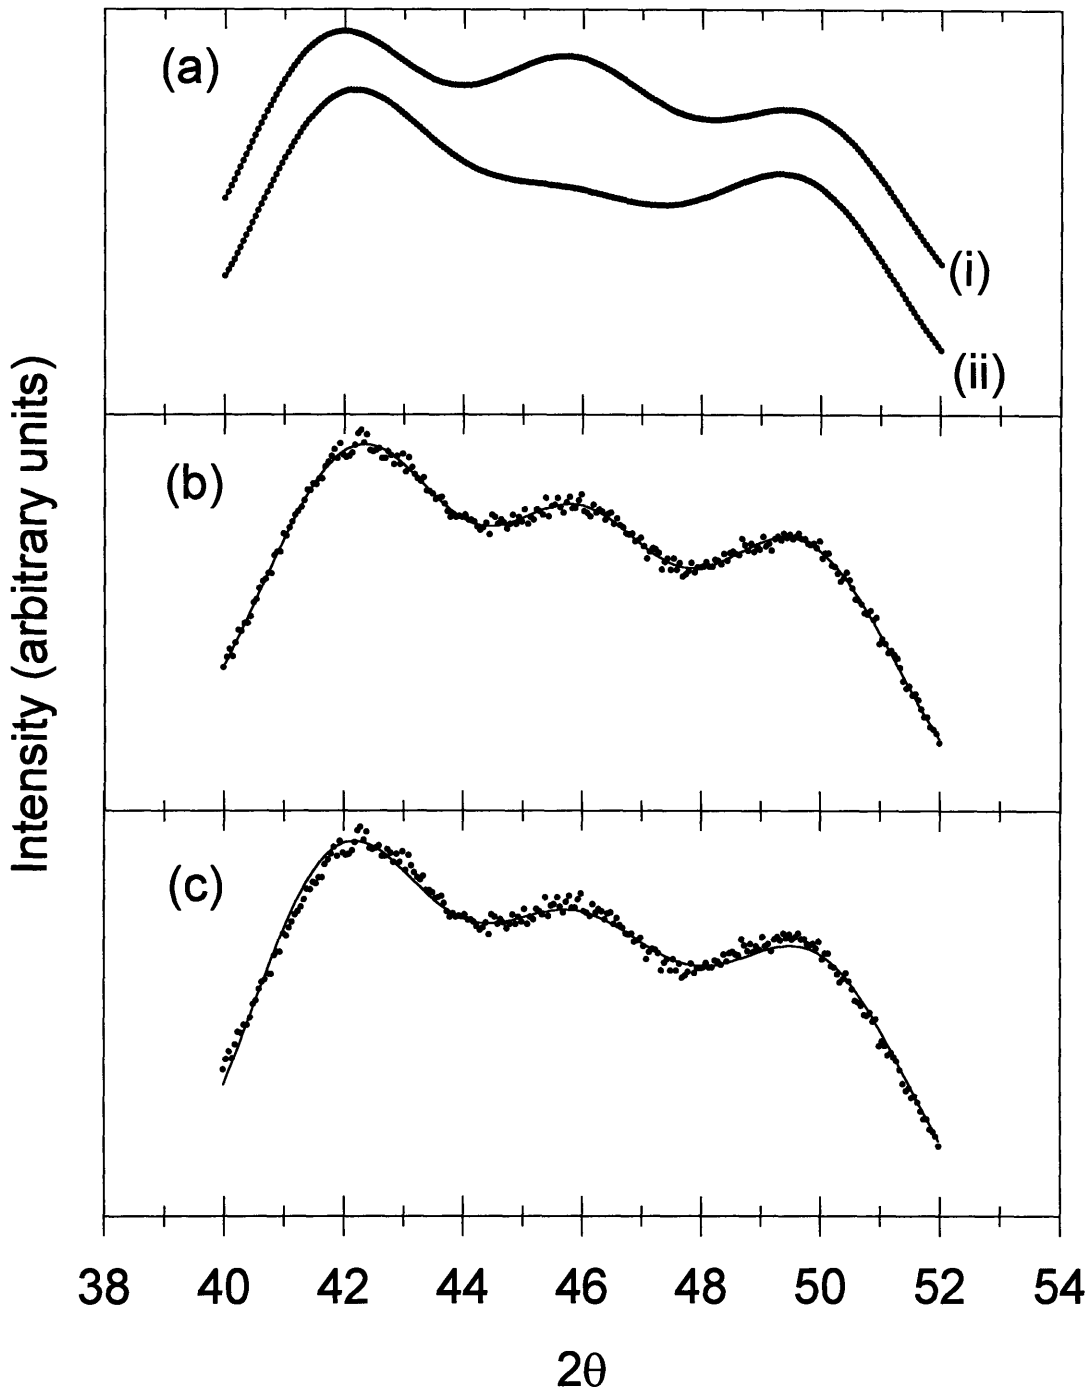 (a)
(i)
(ii)
Intensity (arbitrary units)
(b)
(c)
38 40 42 44 46 48 50 52 54
2θ